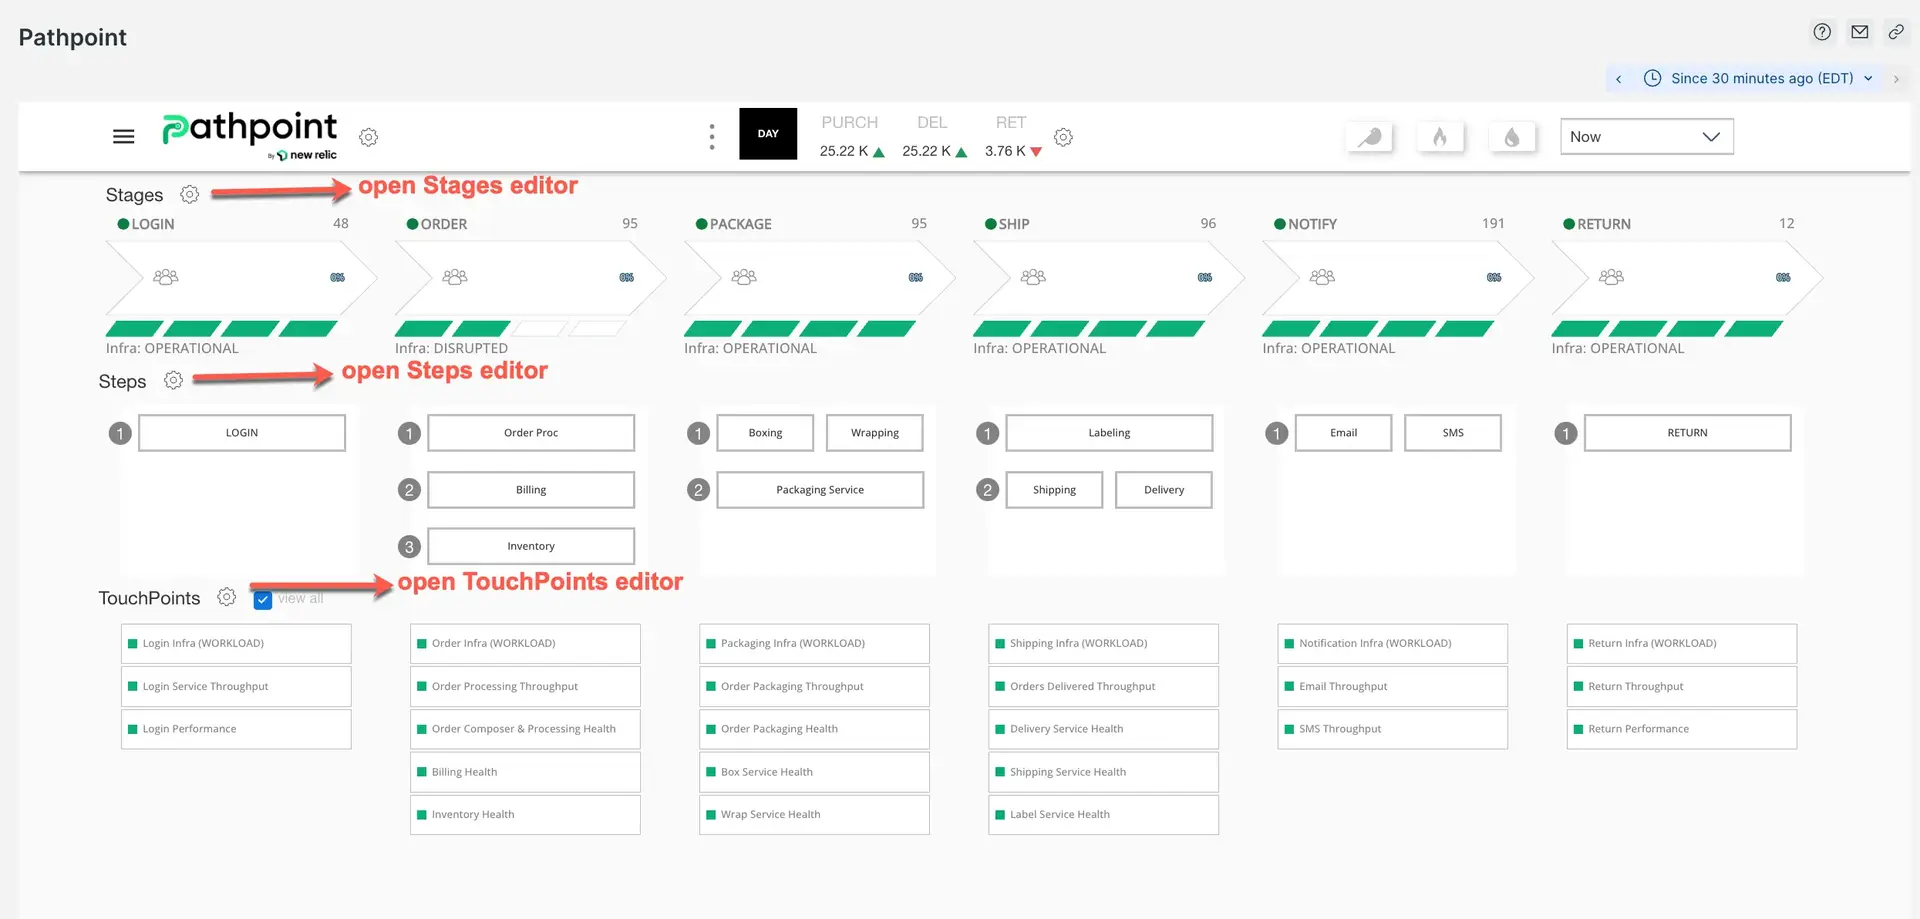 Pathpoint
Since 30 minutes ago (EDT)
Pathpoint
By new relic
DAY
PURCH DEL RET
25.22 K 25.22 K 3.76 K
Now
Stages
open Stages editor
LOGIN 48 ORDER 95 PACKAGE 95 SHIP 96 NOTIFY 191 RETURN 12
0% 0% 0% 0% 0% 0%
Infra: OPERATIONAL Infra: DISRUPTED Infra: OPERATIONAL Infra: OPERATIONAL Infra: OPERATIONAL Infra: OPERATIONAL
Steps
open Steps editor
1 LOGIN 1 Order Proc 1 Boxing Wrapping 1 Labeling 1 Email SMS 1 RETURN
2 Billing 2 Packaging Service 2 Shipping Delivery
3 Inventory
TouchPoints
view all
open TouchPoints editor
Login Infra (WORKLOAD) Order Infra (WORKLOAD) Packaging Infra (WORKLOAD) Shipping Infra (WORKLOAD) Notification Infra (WORKLOAD) Return Infra (WORKLOAD)
Login Service Throughput Order Processing Throughput Order Packaging Throughput Orders Delivered Throughput Email Throughput Return Throughput
Login Performance Order Composer & Processing Health Order Packaging Health Delivery Service Health SMS Throughput Return Performance
Billing Health Box Service Health Shipping Service Health
Inventory Health Wrap Service Health Label Service Health